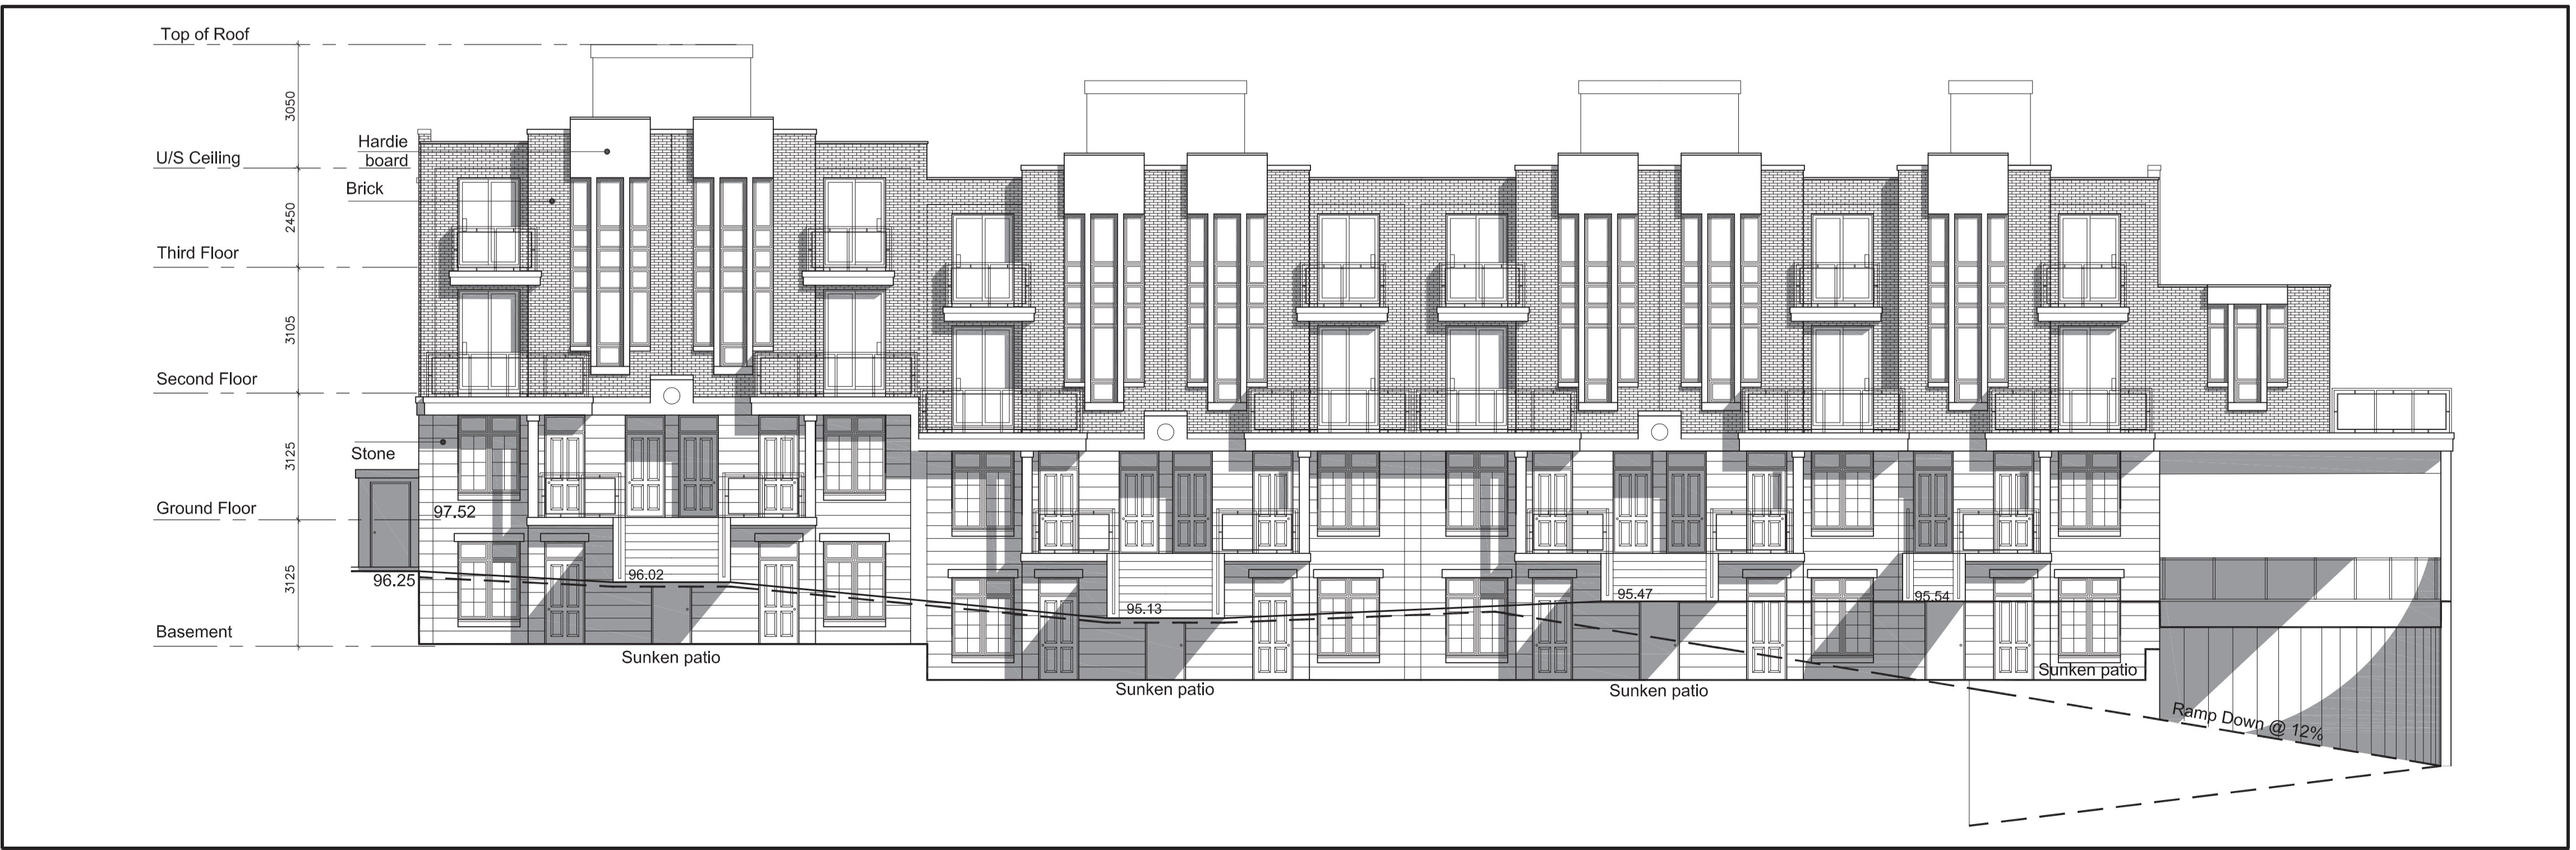 Top of Roof
3050
Hardie
board
U/S Ceiling
Brick
2450
Third Floor
3105
Second Floor
3125
Stone
Ground Floor
97.52
3125
96.25
96.02
95.13
95.47
95.54
Basement
Sunken patio
Sunken patio
Sunken patio
Sunken patio
Ramp Down @ 12%